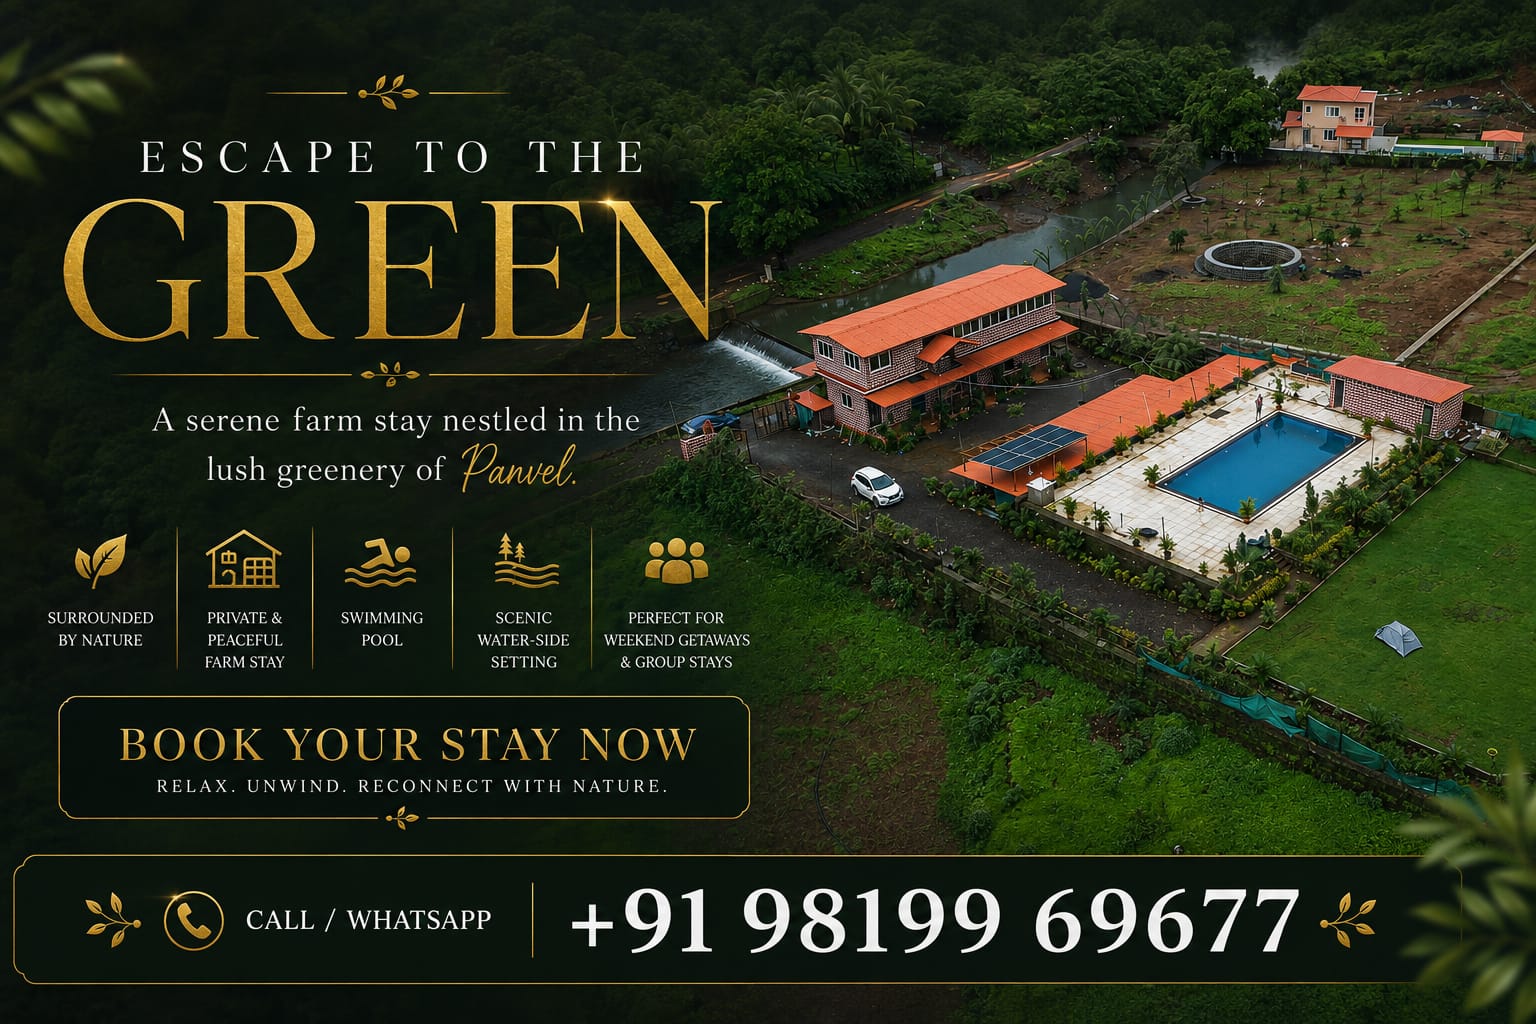 ESCAPE TO THE
GREEN
A serene farm stay nestled in the
lush greenery of Panvel.
SURROUNDED
BY NATURE
PRIVATE &
PEACEFUL
FARM STAY
SWIMMING
POOL
SCENIC
WATER-SIDE
SETTING
PERFECT FOR
WEEKEND GETAWAYS
& GROUP STAYS
BOOK YOUR STAY NOW
RELAX. UNWIND. RECONNECT WITH NATURE.
CALL / WHATSAPP
+91 98199 69677